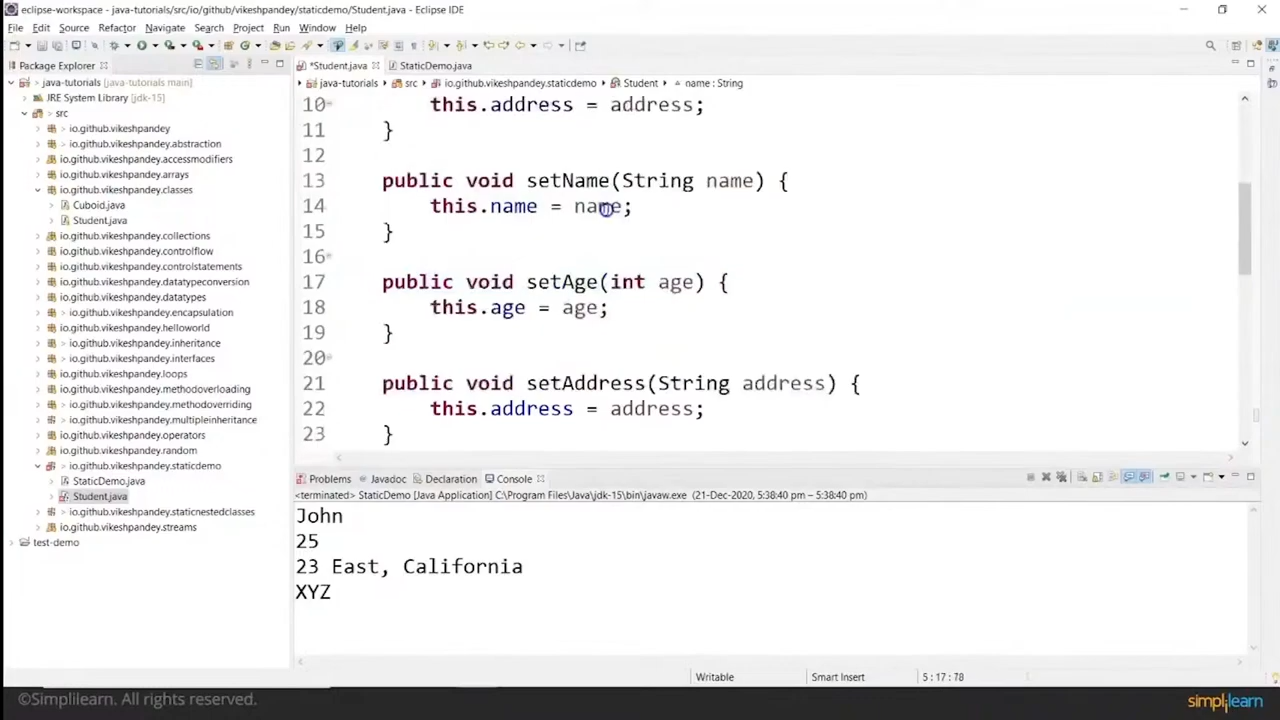 eclipse-workspace - java-tutorials/src/io/github/vikeshpandey/staticdemo/Student.java - Eclipse IDE
File Edit Source Refactor Navigate Search Project Run Window Help
Package Explorer
*Student.java StaticDemo.java
java-tutorials src io.github.vikeshpandey.staticdemo Student name : String
java-tutorials [java-tutorials main]
JRE System Library [jdk-15]
src
> io.github.vikeshpandey
> io.github.vikeshpandey.abstraction
io.github.vikeshpandey.accessmodifiers
io.github.vikeshpandey.arrays
io.github.vikeshpandey.classes
Cuboid.java
Student.java
io.github.vikeshpandey.collections
> io.github.vikeshpandey.controlflow
io.github.vikeshpandey.controlstatements
> io.github.vikeshpandey.datatypeconversion
io.github.vikeshpandey.datatypes
> io.github.vikeshpandey.encapsulation
io.github.vikeshpandey.helloworld
> io.github.vikeshpandey.inheritance
> io.github.vikeshpandey.interfaces
io.github.vikeshpandey.loops
> io.github.vikeshpandey.methodoverloading
> io.github.vikeshpandey.methodoverriding
> io.github.vikeshpandey.multipleinheritance
io.github.vikeshpandey.operators
io.github.vikeshpandey.random
> io.github.vikeshpandey.staticdemo
StaticDemo.java
Student.java
> io.github.vikeshpandey.staticnestedclasses
io.github.vikeshpandey.streams
test-demo
10 this.address = address;
11 }
12
13 public void setName(String name) {
14 this.name = name;
15 }
16
17 public void setAge(int age) {
18 this.age = age;
19 }
20
21 public void setAddress(String address) {
22 this.address = address;
23 }
Problems Javadoc Declaration Console
<terminated> StaticDemo [Java Application] C:\Program Files\Java\jdk-15\bin\javaw.exe (21-Dec-2020, 5:38:40 pm – 5:38:40 pm)
John
25
23 East, California
XYZ
Writable Smart Insert 5 : 17 : 78
©Simplilearn. All rights reserved.
simplilearn